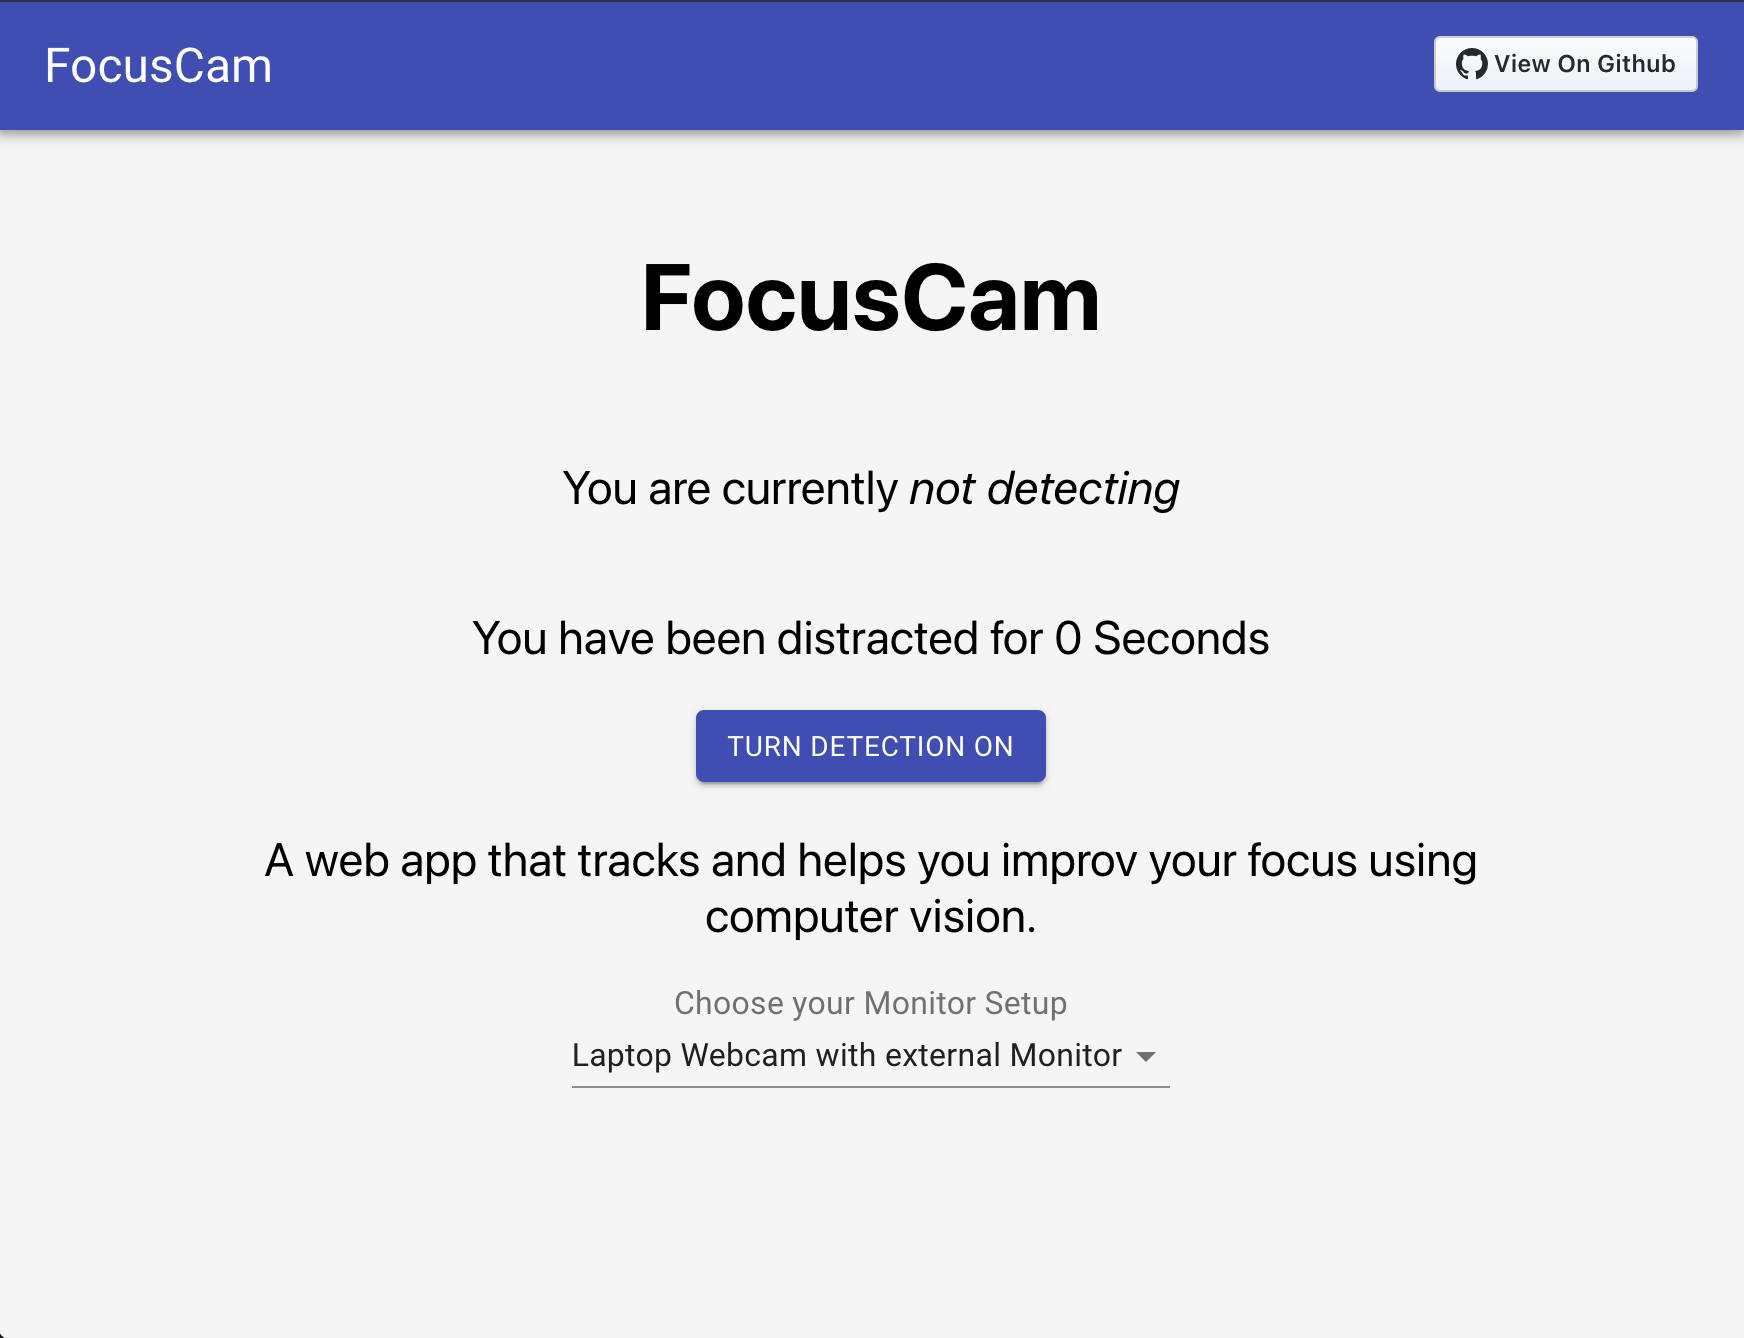 FocusCam
View On Github
FocusCam
You are currently not detecting
You have been distracted for 0 Seconds
TURN DETECTION ON
A web app that tracks and helps you improv your focus using
computer vision.
Choose your Monitor Setup
Laptop Webcam with external Monitor